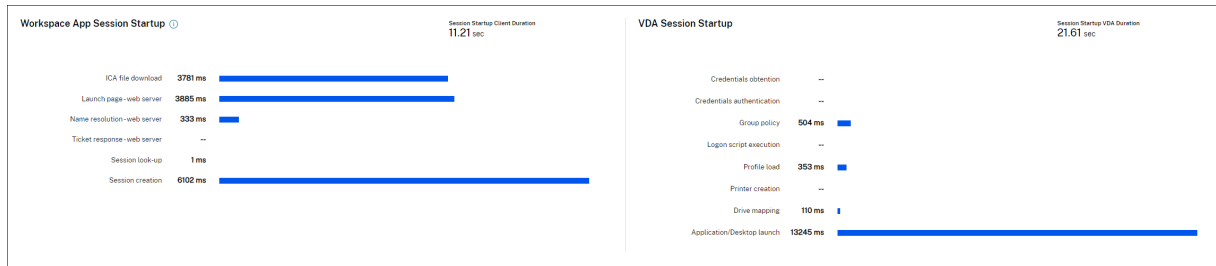 Workspace App Session Startup
Session Startup Client Duration
11.21 sec
ICA file download 3781 ms
Launch page-web server 3885 ms
Name resolution-web server 333 ms
Ticket response-web server --
Session look-up 1 ms
Session creation 6102 ms
VDA Session Startup
Session Startup VDA Duration
21.61 sec
Credentials obtention --
Credentials authentication --
Group policy 504 ms
Logon script execution --
Profile load 353 ms
Printer creation --
Drive mapping 110 ms
Application/Desktop launch 13245 ms